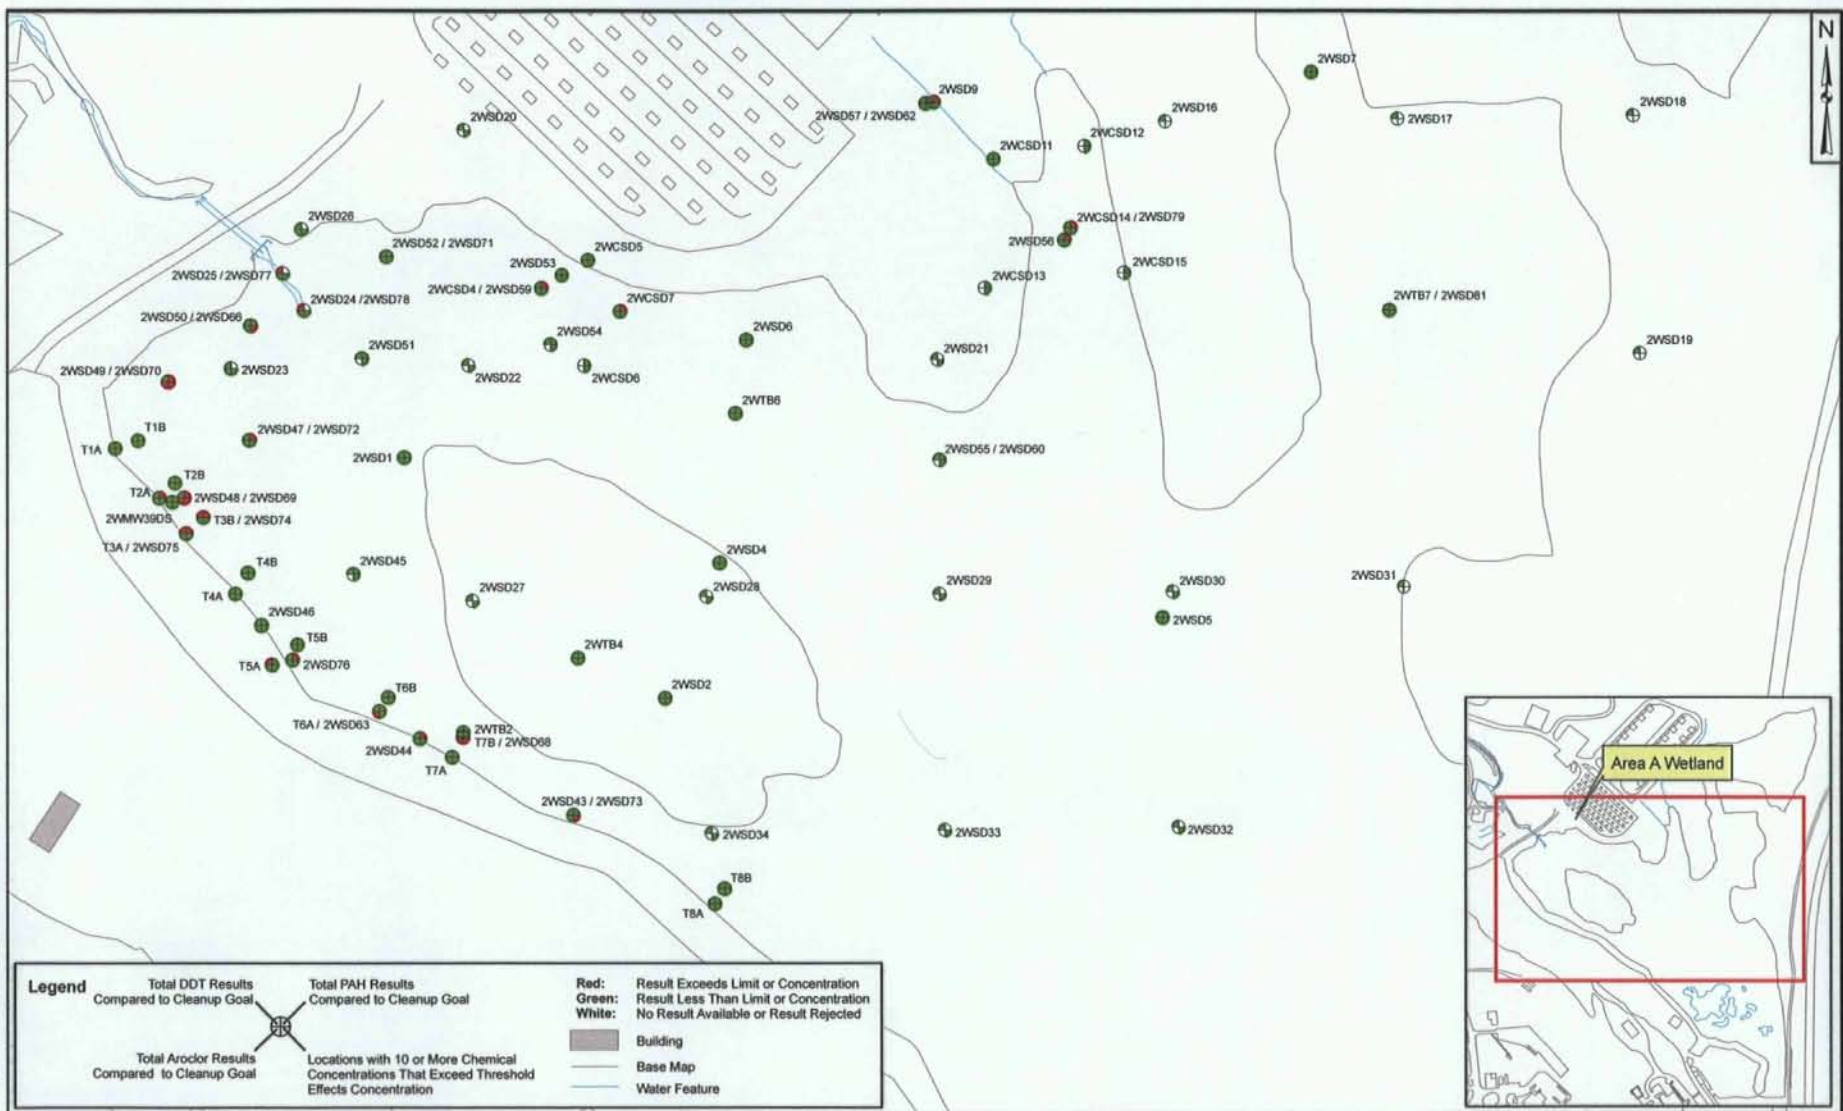 N
2WSD7
2WSD9
2WSD57 / 2WSD62
2WSD16
2WSD17
2WSD18
2WSD20
2WCSD12
2WCSD11
2WSD26
2WCSD14 / 2WSD79
2WSD56
2WSD52 / 2WSD71
2WCSD5
2WSD53
2WSD25 / 2WSD77
2WCSD4 / 2WSD59
2WCSD13
2WCSD15
2WSD24 / 2WSD78
2WCSD7
2WTB7 / 2WSD61
2WSD50 / 2WSD66
2WSD51
2WSD54
2WSD6
2WSD21
2WSD19
2WSD49 / 2WSD70
2WSD23
2WSD22
2WCSD6
2WTB6
T1B
T1A
2WSD47 / 2WSD72
2WSD1
2WSD55 / 2WSD60
T2B
T2A
2WSD48 / 2WSD69
2WMW39DS
T3B / 2WSD74
T3A / 2WSD75
2WSD4
T4B
2WSD45
2WSD27
2WSD28
2WSD29
2WSD30
2WSD31
T4A
2WSD46
2WSD5
T5B
T5A
2WSD76
2WTB4
T6B
2WSD2
T6A / 2WSD63
2WTB2
T7B / 2WSD68
2WSD44
T7A
2WSD43 / 2WSD73
2WSD34
2WSD33
2WSD32
T8B
T8A
Area A Wetland
Legend
Total DDT Results
Compared to Cleanup Goal
Total PAH Results
Compared to Cleanup Goal
Total Aroclor Results
Compared to Cleanup Goal
Locations with 10 or More Chemical
Concentrations That Exceed Threshold
Effects Concentration
Red: Result Exceeds Limit or Concentration
Green: Result Less Than Limit or Concentration
White: No Result Available or Result Rejected
Building
Base Map
Water Feature